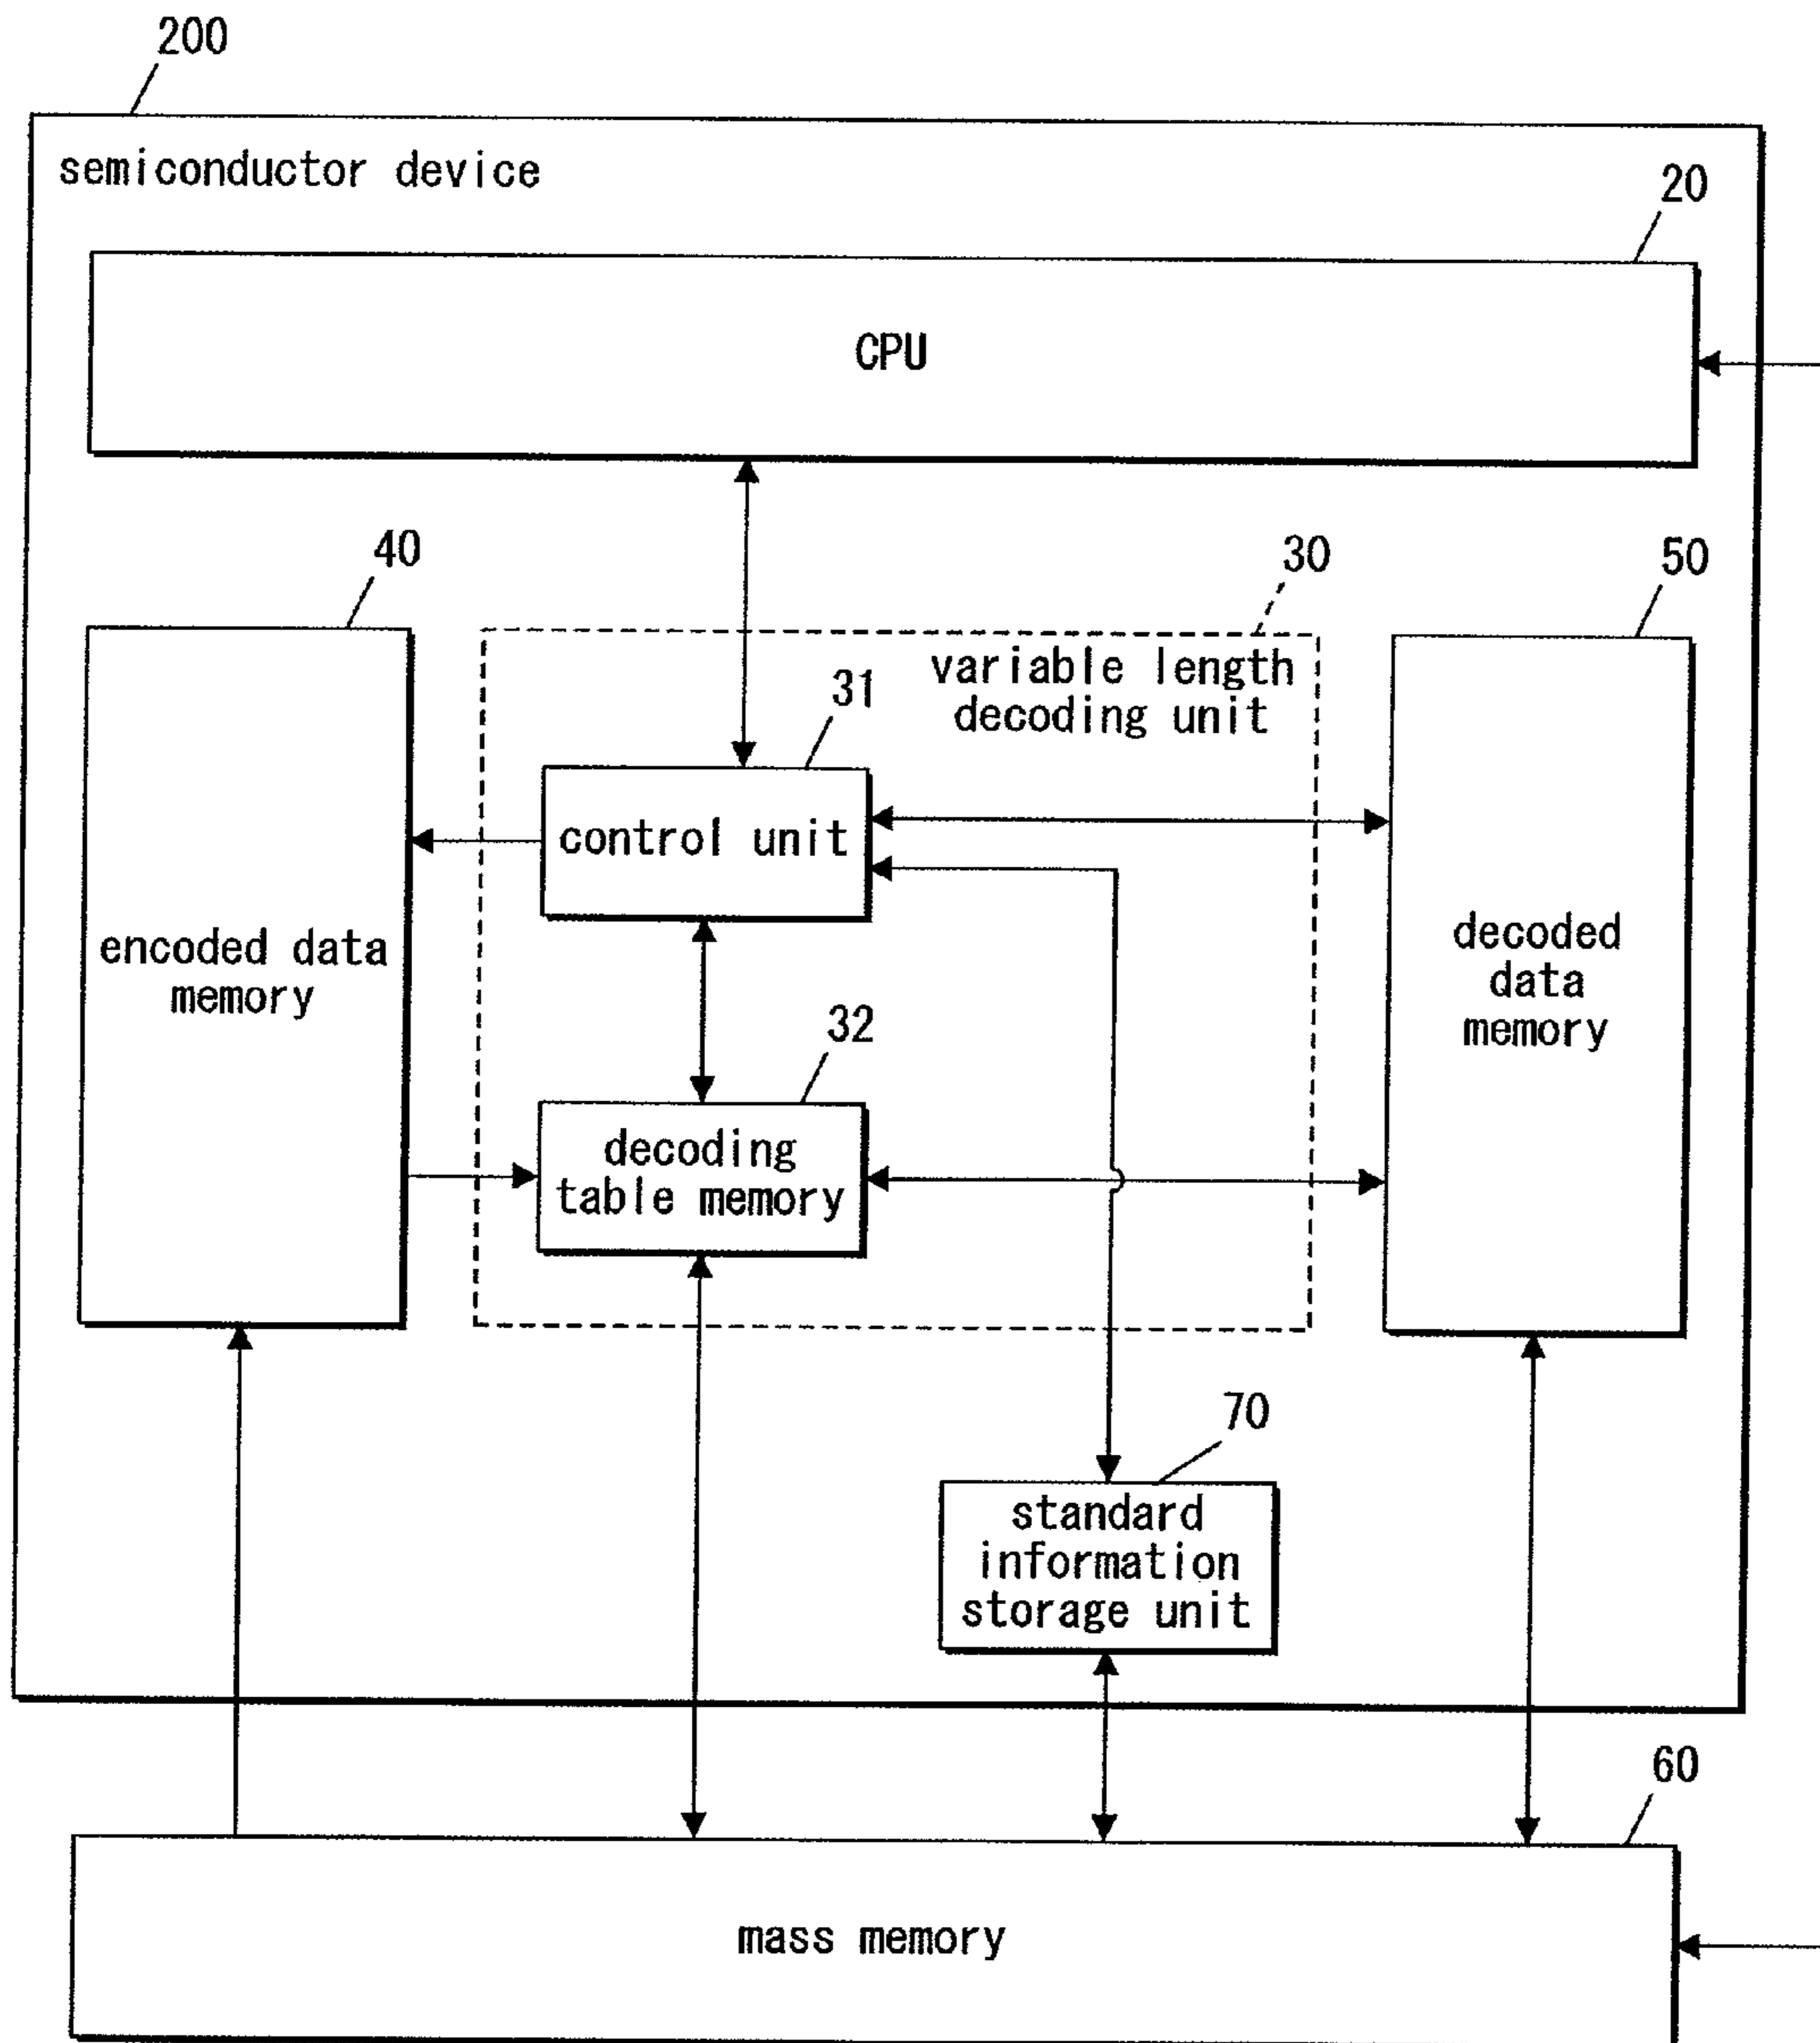 200
semiconductor device
20
CPU
40
30
50
variable length
decoding unit
31
control unit
encoded data
memory
decoded
data
memory
32
decoding
table memory
70
standard
information
storage unit
60
mass memory